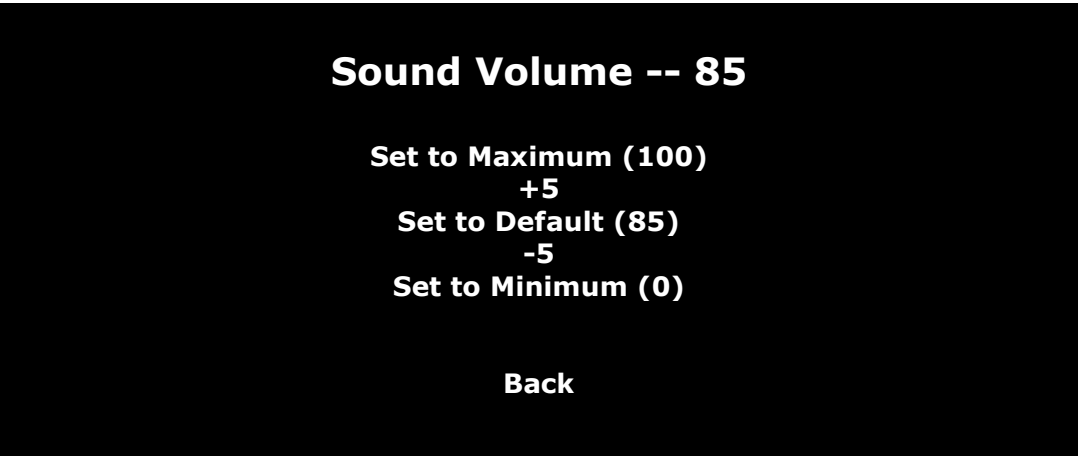 Sound Volume -- 85
Set to Maximum (100)
+5
Set to Default (85)
-5
Set to Minimum (0)
Back